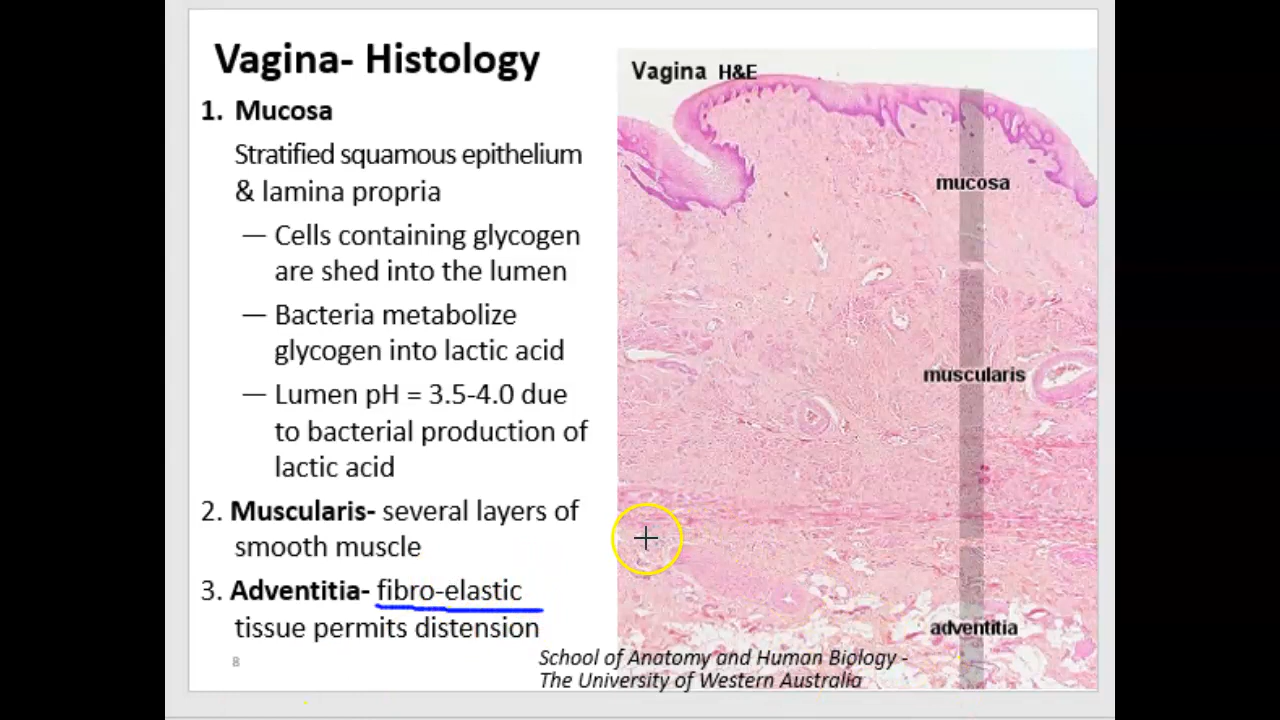 Vagina- Histology
1. Mucosa
Stratified squamous epithelium
& lamina propria
— Cells containing glycogen
are shed into the lumen
— Bacteria metabolize
glycogen into lactic acid
— Lumen pH = 3.5-4.0 due
to bacterial production of
lactic acid
2. Muscularis- several layers of
smooth muscle
3. Adventitia- fibro-elastic
tissue permits distension
8
Vagina H&E
mucosa
muscularis
adventitia
School of Anatomy and Human Biology -
The University of Western Australia